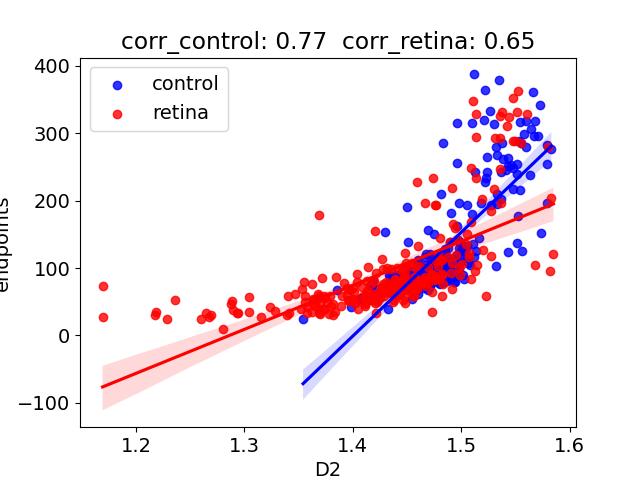 corr_control: 0.77 corr_retina: 0.65
control
retina
endpoints
400
300
200
100
0
−100
1.2 1.3 1.4 1.5 1.6
D2